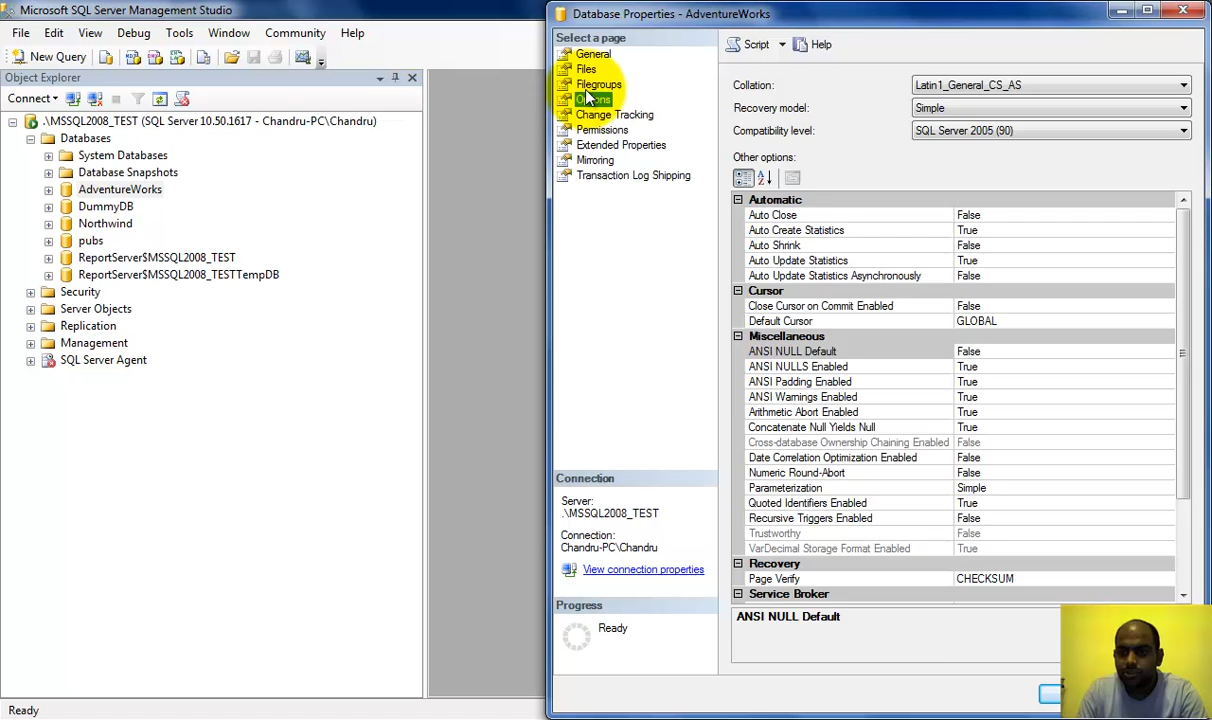 Microsoft SQL Server Management Studio
File Edit View Debug Tools Window Community Help
New Query
Object Explorer
Connect
.\MSSQL2008_TEST (SQL Server 10.50.1617 - Chandru-PC\Chandru)
Databases
System Databases
Database Snapshots
AdventureWorks
DummyDB
Northwind
pubs
ReportServer$MSSQL2008_TEST
ReportServer$MSSQL2008_TESTTempDB
Security
Server Objects
Replication
Management
SQL Server Agent
Ready
Database Properties - AdventureWorks
Select a page
General
Files
Filegroups
Options
Change Tracking
Permissions
Extended Properties
Mirroring
Transaction Log Shipping
Connection
Server:
.\MSSQL2008_TEST
Connection:
Chandru-PC\Chandru
View connection properties
Progress
Ready
Script Help
Collation: Latin1_General_CS_AS
Recovery model: Simple
Compatibility level: SQL Server 2005 (90)
Other options:
Automatic
Auto Close False
Auto Create Statistics True
Auto Shrink False
Auto Update Statistics True
Auto Update Statistics Asynchronously False
Cursor
Close Cursor on Commit Enabled False
Default Cursor GLOBAL
Miscellaneous
ANSI NULL Default False
ANSI NULLS Enabled True
ANSI Padding Enabled True
ANSI Warnings Enabled True
Arithmetic Abort Enabled True
Concatenate Null Yields Null True
Cross-database Ownership Chaining Enabled False
Date Correlation Optimization Enabled False
Numeric Round-Abort False
Parameterization Simple
Quoted Identifiers Enabled True
Recursive Triggers Enabled False
Trustworthy False
VarDecimal Storage Format Enabled True
Recovery
Page Verify CHECKSUM
Service Broker
ANSI NULL Default